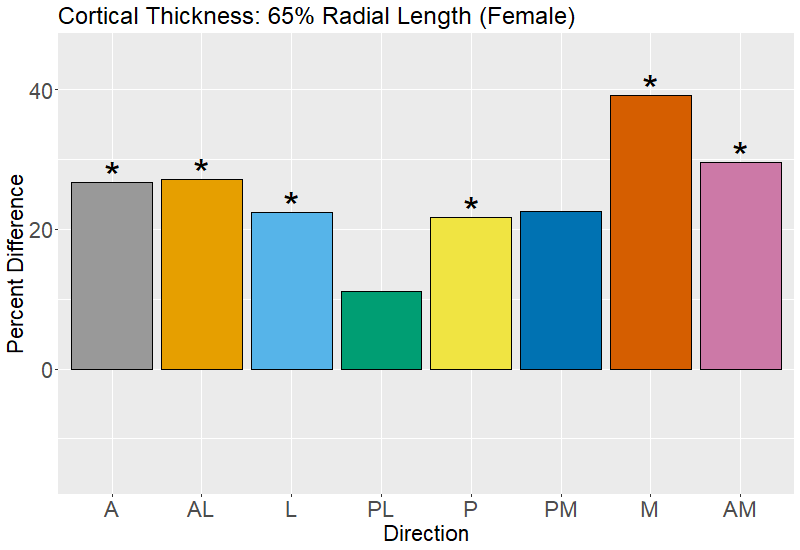 Cortical Thickness: 65% Radial Length (Female)
Percent Difference
40
20
0
* * * * * *
A AL L PL P PM M AM
Direction